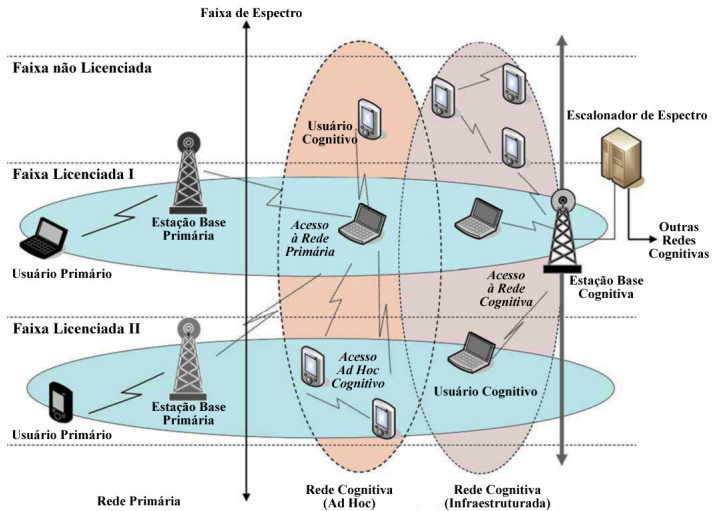 Faixa de Espectro
Faixa não Licenciada
Escalonador de Espectro
Usuário
Cognitivo
Faixa Licenciada I
Estação Base
Primária
Acesso
à Rede
Primária
Outras
Redes
Cognitivas
Usuário Primário
Acesso
à Rede
Cognitiva
Estação Base
Cognitiva
Faixa Licenciada II
Acesso
Ad Hoc
Cognitivo
Usuário Cognitivo
Estação Base
Primária
Usuário Primário
Rede Primária
Rede Cognitiva
(Ad Hoc)
Rede Cognitiva
(Infraestruturada)